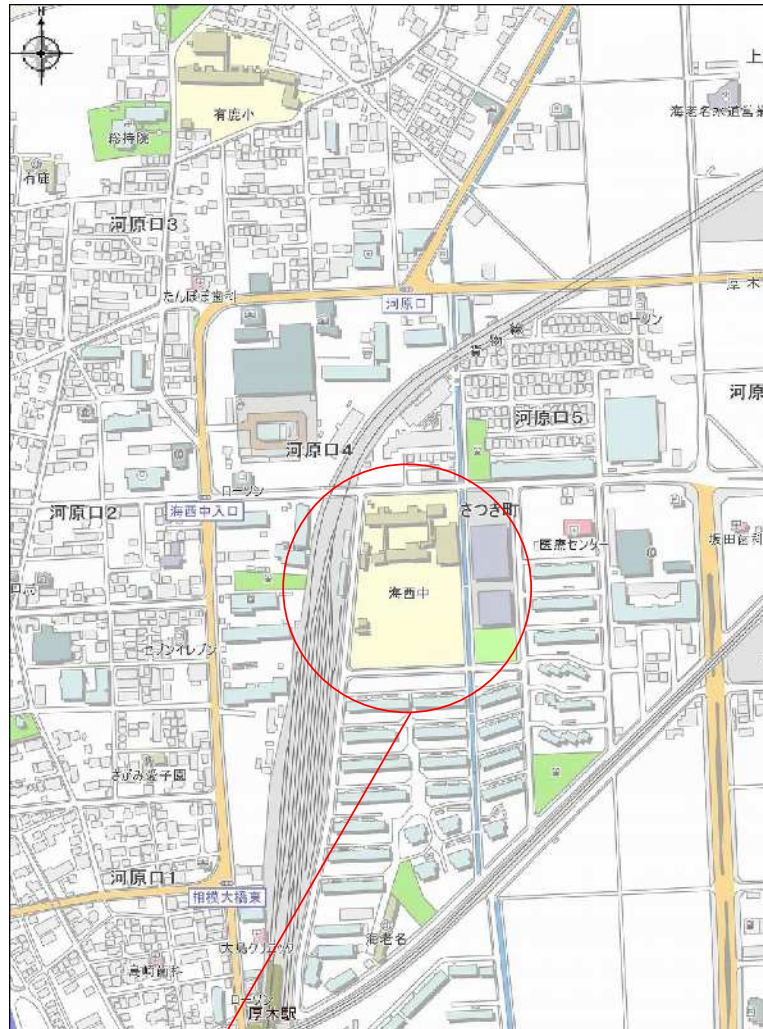 N
上
海老名水道営業
有鹿小
総持院
有鹿
河原口3
たんぽぽ歯科
河原口
厚木
ローソン
貨物線
河原
河原口5
河原口4
ローソン
海西中入口
河原口2
さつき町
医療センター
坂田歯科
海西中
セブンイレブン
さがみ愛子園
河原口1
相模大橋東
大島クリニック
海老名
高崎歯科
ローソン
厚木駅